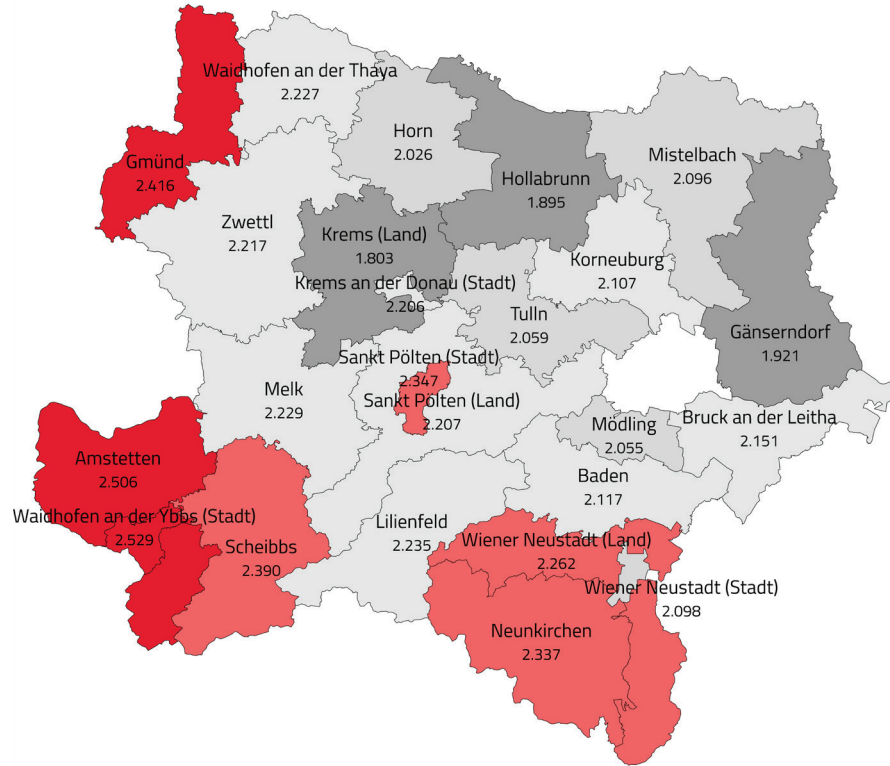 Waidhofen an der Thaya
2.227
Horn
2.026
Gmünd
2.416
Mistelbach
2.096
Hollabrunn
1.895
Zwettl
2.217
Krems (Land)
1.803
Korneuburg
2.107
Krems an der Donau (Stadt)
2.206
Tulln
2.059
Gänserndorf
1.921
Sankt Pölten (Stadt)
2.347
Melk
2.229
Sankt Pölten (Land)
2.207
Mödling
2.055
Bruck an der Leitha
2.151
Amstetten
2.506
Baden
2.117
Waidhofen an der Ybbs (Stadt)
2.529
Lilienfeld
2.235
Scheibbs
2.390
Wiener Neustadt (Land)
2.262
Wiener Neustadt (Stadt)
2.098
Neunkirchen
2.337